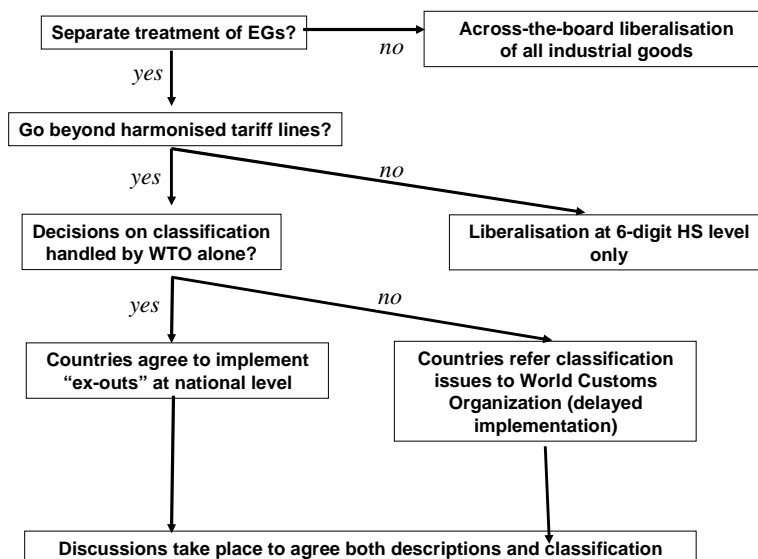 Separate treatment of EGs?
no
Across-the-board liberalisation
of all industrial goods
yes
Go beyond harmonised tariff lines?
yes
no
Decisions on classification
handled by WTO alone?
Liberalisation at 6-digit HS level
only
yes
no
Countries agree to implement
“ex-outs” at national level
Countries refer classification
issues to World Customs
Organization (delayed
implementation)
Discussions take place to agree both descriptions and classification